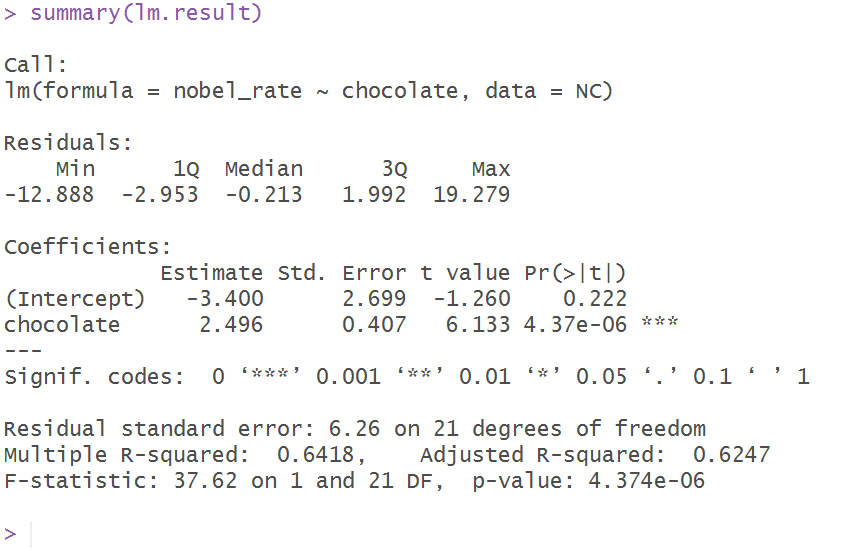 > summary(lm.result)

Call:
lm(formula = nobel_rate ~ chocolate, data = NC)

Residuals:
    Min      1Q  Median      3Q     Max
-12.888  -2.953  -0.213   1.992  19.279

Coefficients:
            Estimate Std. Error t value Pr(>|t|)
(Intercept)   -3.400      2.699  -1.260    0.222
chocolate      2.496      0.407   6.133 4.37e-06 ***
---
Signif. codes:  0 ‘***’ 0.001 ‘**’ 0.01 ‘*’ 0.05 ‘.’ 0.1 ‘ ’ 1

Residual standard error: 6.26 on 21 degrees of freedom
Multiple R-squared:  0.6418,    Adjusted R-squared:  0.6247
F-statistic: 37.62 on 1 and 21 DF,  p-value: 4.374e-06

>